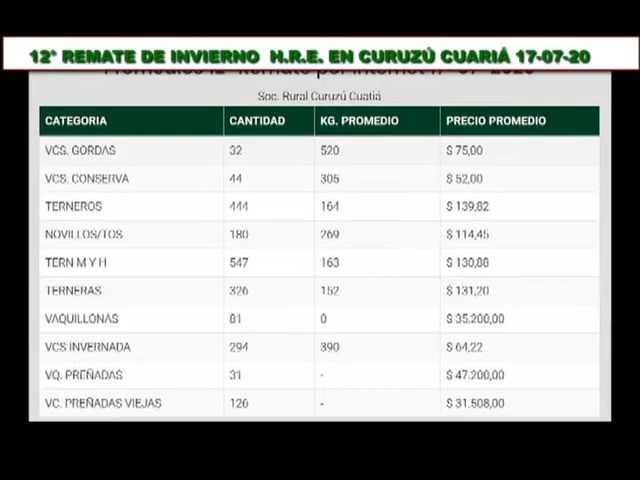 12° REMATE DE INVIERNO H.R.E. EN CURUZÚ CUARIÁ 17-07-20
Soc. Rural Curuzú Cuatiá
CATEGORIA CANTIDAD KG. PROMEDIO PRECIO PROMEDIO
VCS. GORDAS 32 520 $ 75,00
VCS. CONSERVA 44 305 $ 52,00
TERNEROS 444 164 $ 139,82
NOVILLOS/TOS 180 269 $ 114,45
TERN M Y H 547 163 $ 130,88
TERNERAS 326 152 $ 131,20
VAQUILLONAS 81 0 $ 35.200,00
VCS INVERNADA 294 390 $ 64,22
VQ. PREÑADAS 31 - $ 47.200,00
VC. PREÑADAS VIEJAS 126 - $ 31.508,00